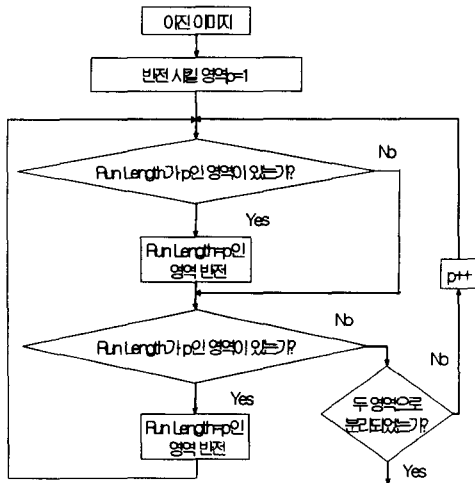 이진 이미지
반전 시킬 영역p=1
Run Length가 p인 영역이 있는가?
No
Yes
Run Length=p인
영역 반전
p++
Run Length가 p인 영역이 있는가?
No
Yes
No
Run Length=p인
영역 반전
두 영역으로
분리되었는가?
Yes